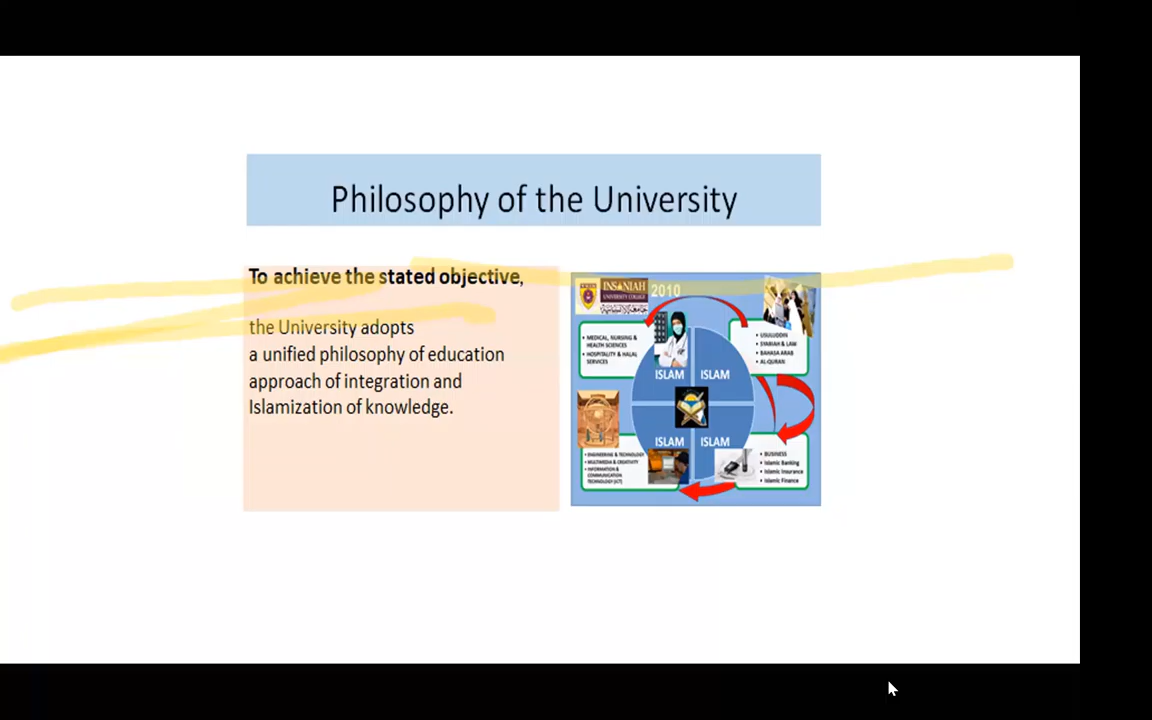 Philosophy of the University
To achieve the stated objective,
the University adopts
a unified philosophy of education
approach of integration and
Islamization of knowledge.
INSANIAH
UNIVERSITY COLLEGE
2010
• MEDICAL, NURSING &
HEALTH SCIENCES
• HOSPITALITY & HALAL
SERVICES
• USULUDDIN
• SYARIAH & LAW
• BAHASA ARAB
• AL-QURAN
ISLAM
ISLAM
ISLAM
ISLAM
• ENGINEERING & TECHNOLOGY
• MULTIMEDIA & CREATIVITY
• INFORMATION &
COMMUNICATION
TECHNOLOGY (ICT)
• BUSINESS
• Islamic Banking
• Islamic Insurance
• Islamic Finance